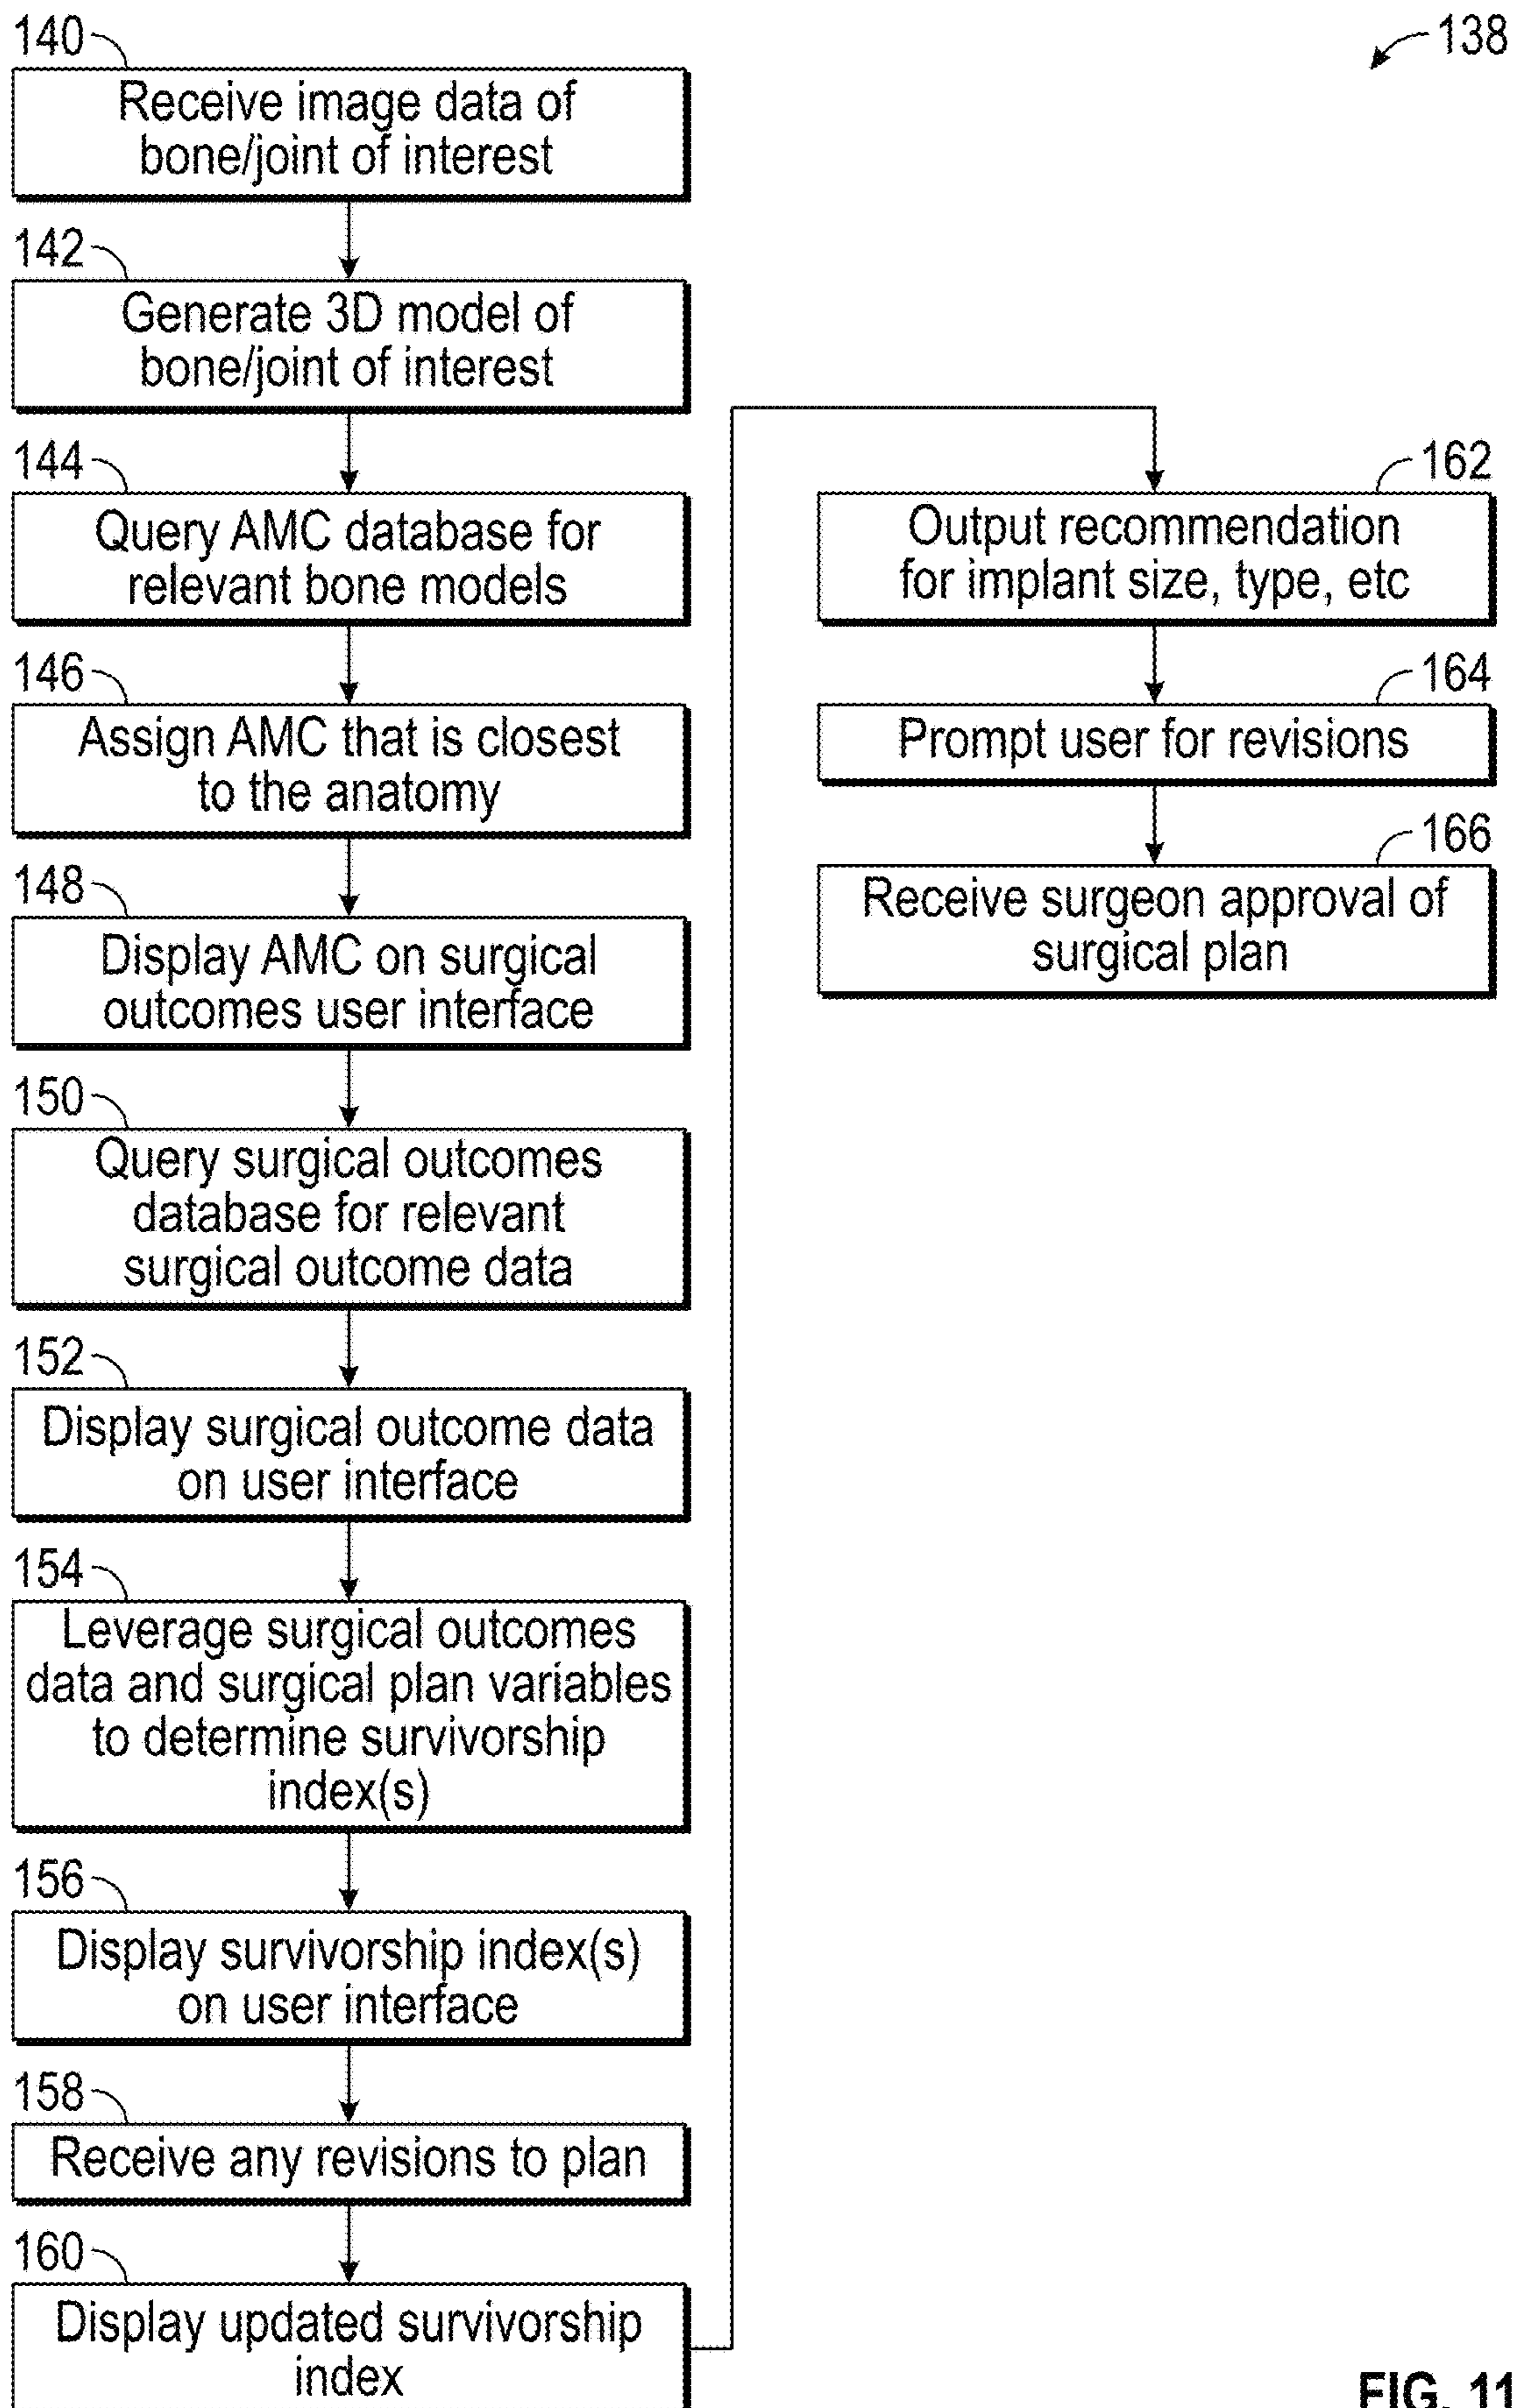 138
140
Receive image data of
bone/joint of interest
142
Generate 3D model of
bone/joint of interest
144
Query AMC database for
relevant bone models
146
Assign AMC that is closest
to the anatomy
148
Display AMC on surgical
outcomes user interface
150
Query surgical outcomes
database for relevant
surgical outcome data
152
Display surgical outcome data
on user interface
154
Leverage surgical outcomes
data and surgical plan variables
to determine survivorship
index(s)
156
Display survivorship index(s)
on user interface
158
Receive any revisions to plan
160
Display updated survivorship
index
162
Output recommendation
for implant size, type, etc
164
Prompt user for revisions
166
Receive surgeon approval of
surgical plan
FIG. 11